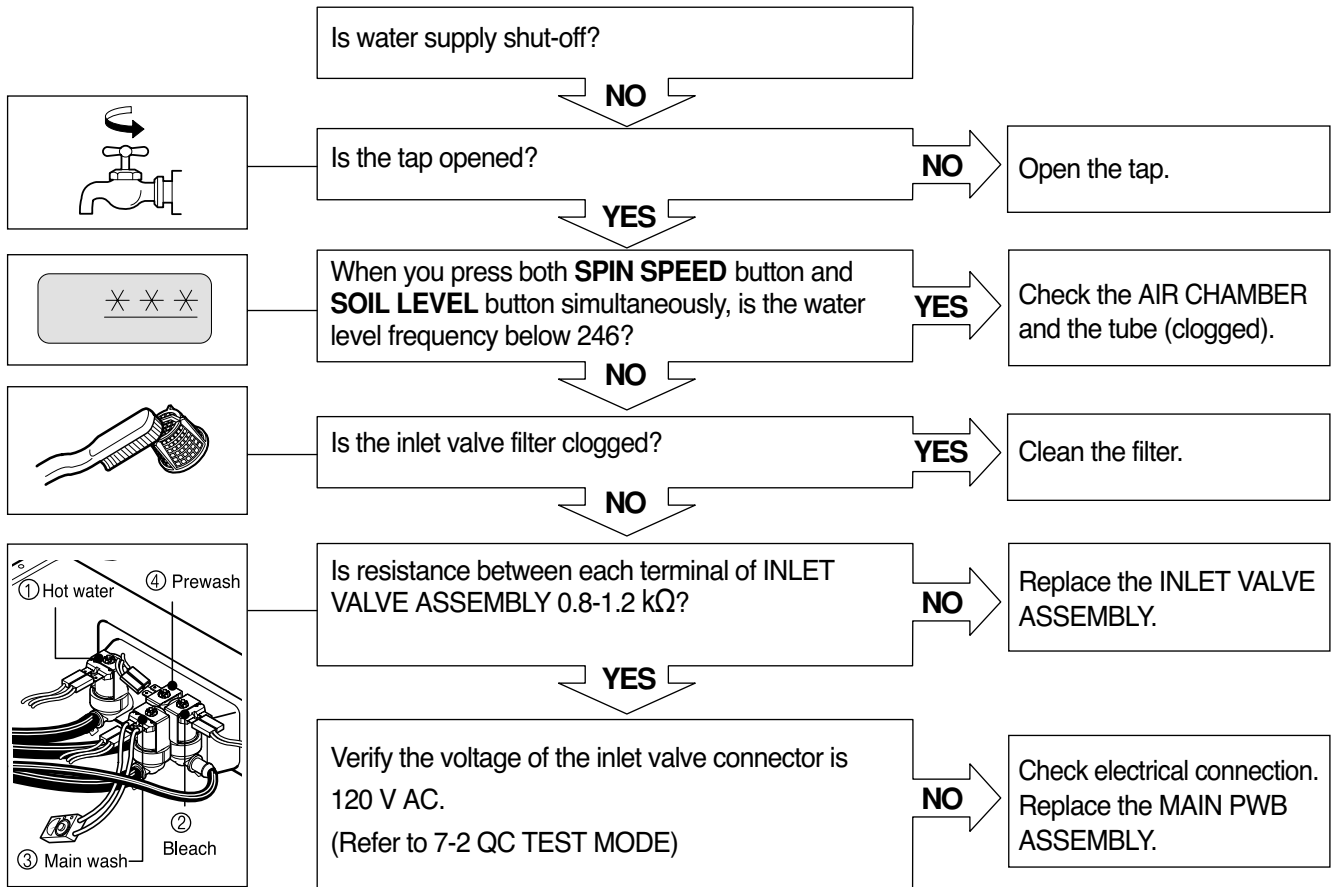 Is water supply shut-off?
NO
Is the tap opened?
NO
Open the tap.
YES
When you press both SPIN SPEED button and
SOIL LEVEL button simultaneously, is the water
level frequency below 246?
YES
Check the AIR CHAMBER
and the tube (clogged).
NO
Is the inlet valve filter clogged?
YES
Clean the filter.
NO
① Hot water
④ Prewash
②
Bleach
③ Main wash
Is resistance between each terminal of INLET
VALVE ASSEMBLY 0.8-1.2 kΩ?
NO
Replace the INLET VALVE
ASSEMBLY.
YES
Verify the voltage of the inlet valve connector is
120 V AC.
(Refer to 7-2 QC TEST MODE)
NO
Check electrical connection.
Replace the MAIN PWB
ASSEMBLY.